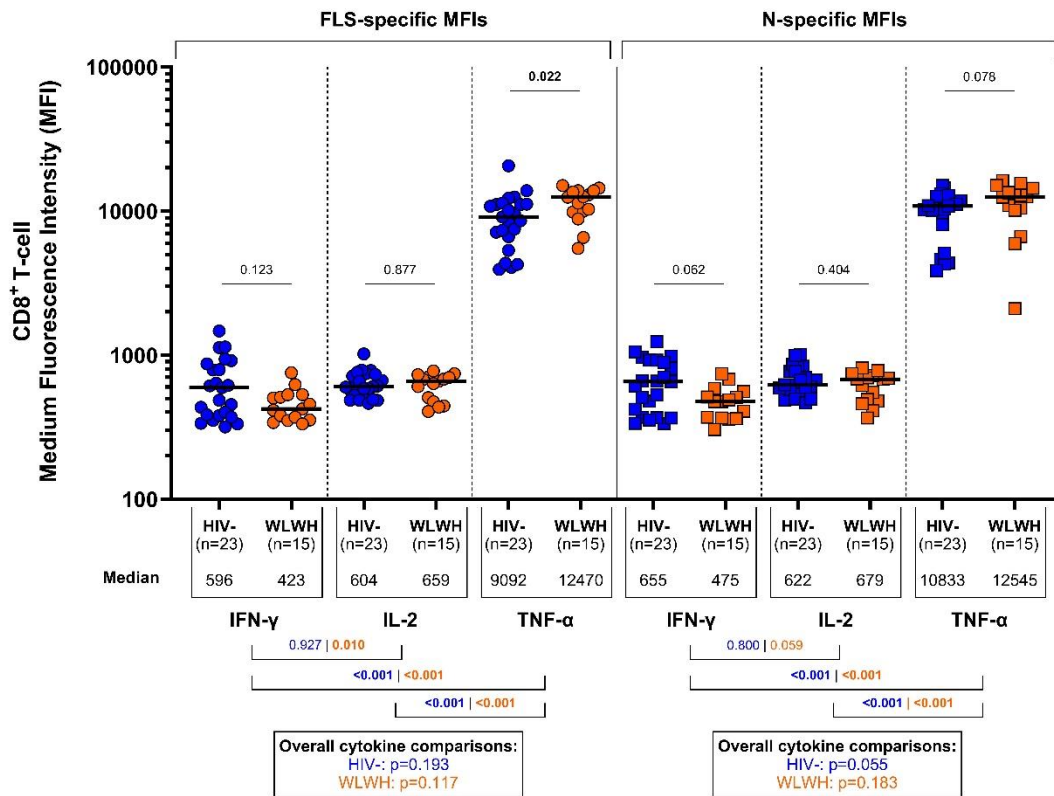 FLS-specific MFIs N-specific MFIs
CD8+ T-cell
Medium Fluorescence Intensity (MFI)
100000
10000
1000
100
0.123 0.877 0.022 0.062 0.404 0.078
HIV- WLWH HIV- WLWH HIV- WLWH HIV- WLWH HIV- WLWH HIV- WLWH
(n=23) (n=15) (n=23) (n=15) (n=23) (n=15) (n=23) (n=15) (n=23) (n=15) (n=23) (n=15)
Median 596 423 604 659 9092 12470 655 475 622 679 10833 12545
IFN-γ IL-2 TNF-α IFN-γ IL-2 TNF-α
0.927 | 0.010 0.800 | 0.059
<0.001 | <0.001 <0.001 | <0.001
<0.001 | <0.001 <0.001 | <0.001
Overall cytokine comparisons: Overall cytokine comparisons:
HIV-: p=0.193 HIV-: p=0.055
WLWH: p=0.117 WLWH: p=0.183